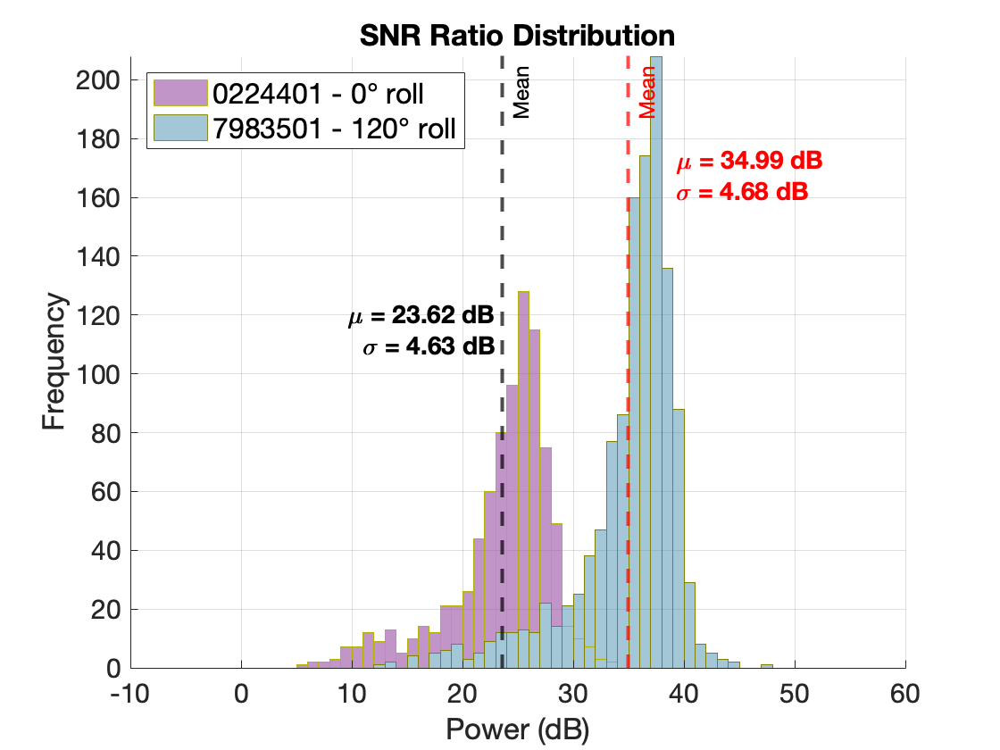 SNR Ratio Distribution
0224401 - 0° roll
7983501 - 120° roll
Mean
Mean
μ = 34.99 dB
σ = 4.68 dB
μ = 23.62 dB
σ = 4.63 dB
Frequency
200
180
160
140
120
100
80
60
40
20
0
-10 0 10 20 30 40 50 60
Power (dB)